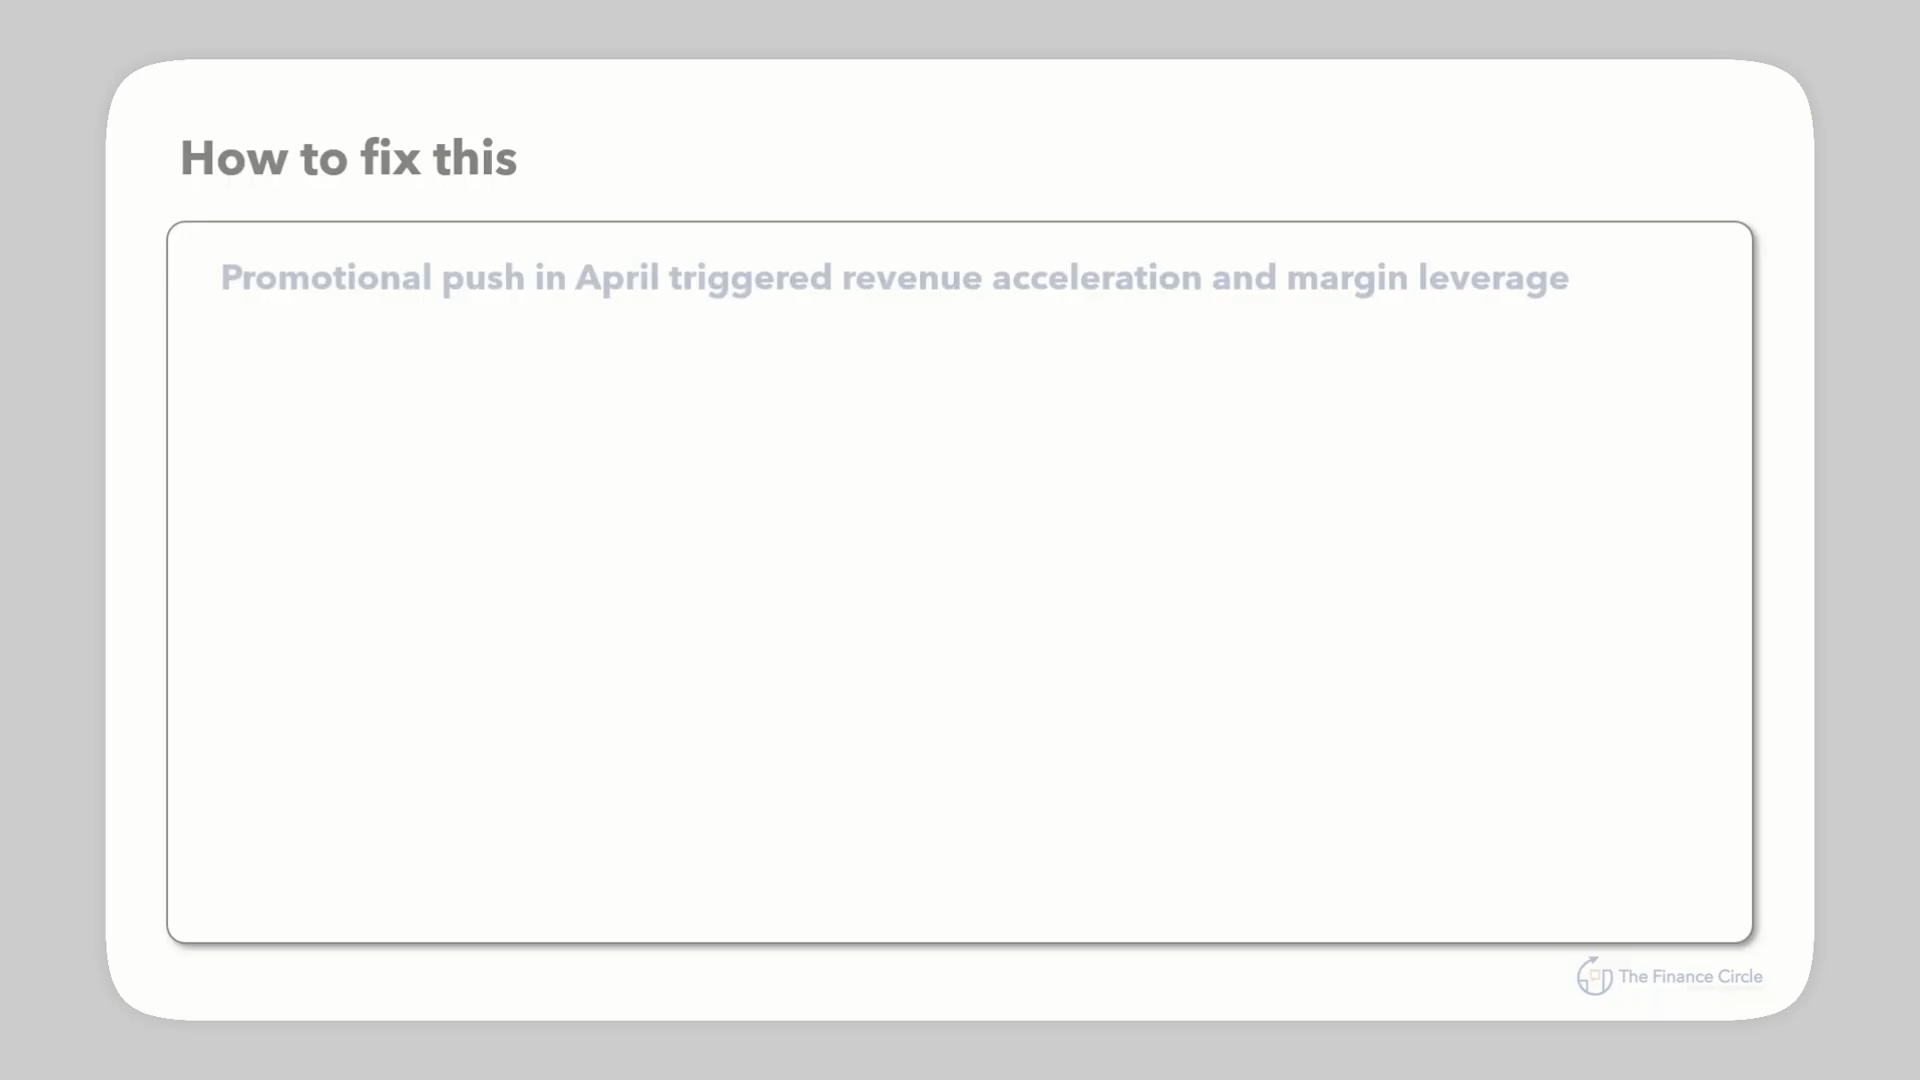 How to fix this
Promotional push in April triggered revenue acceleration and margin leverage
The Finance Circle